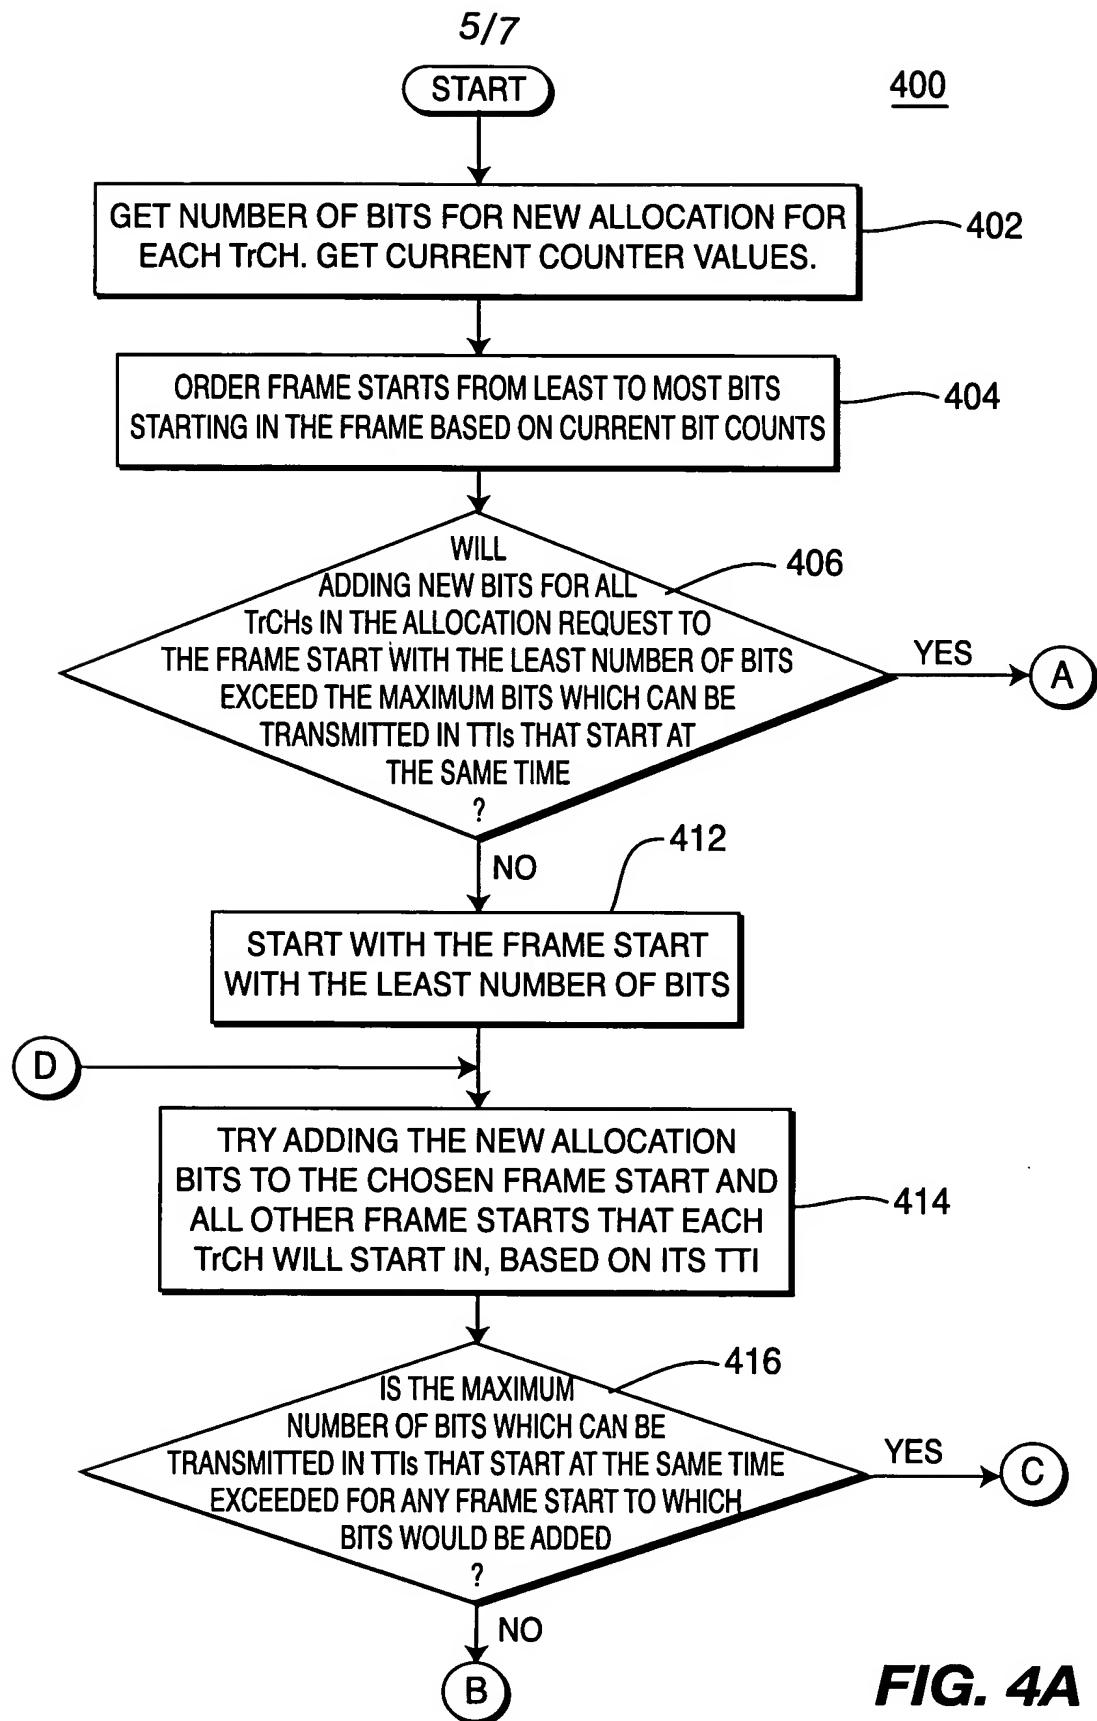 5/7
START
400
GET NUMBER OF BITS FOR NEW ALLOCATION FOR
EACH TrCH. GET CURRENT COUNTER VALUES.
402
ORDER FRAME STARTS FROM LEAST TO MOST BITS
STARTING IN THE FRAME BASED ON CURRENT BIT COUNTS
404
WILL
ADDING NEW BITS FOR ALL
TrCHs IN THE ALLOCATION REQUEST TO
THE FRAME START WITH THE LEAST NUMBER OF BITS
EXCEED THE MAXIMUM BITS WHICH CAN BE
TRANSMITTED IN TTIs THAT START AT
THE SAME TIME
?
406
YES
A
NO
412
START WITH THE FRAME START
WITH THE LEAST NUMBER OF BITS
D
TRY ADDING THE NEW ALLOCATION
BITS TO THE CHOSEN FRAME START AND
ALL OTHER FRAME STARTS THAT EACH
TrCH WILL START IN, BASED ON ITS TTI
414
IS THE MAXIMUM
NUMBER OF BITS WHICH CAN BE
TRANSMITTED IN TTIs THAT START AT THE SAME TIME
EXCEEDED FOR ANY FRAME START TO WHICH
BITS WOULD BE ADDED
?
416
YES
C
NO
B
FIG. 4A